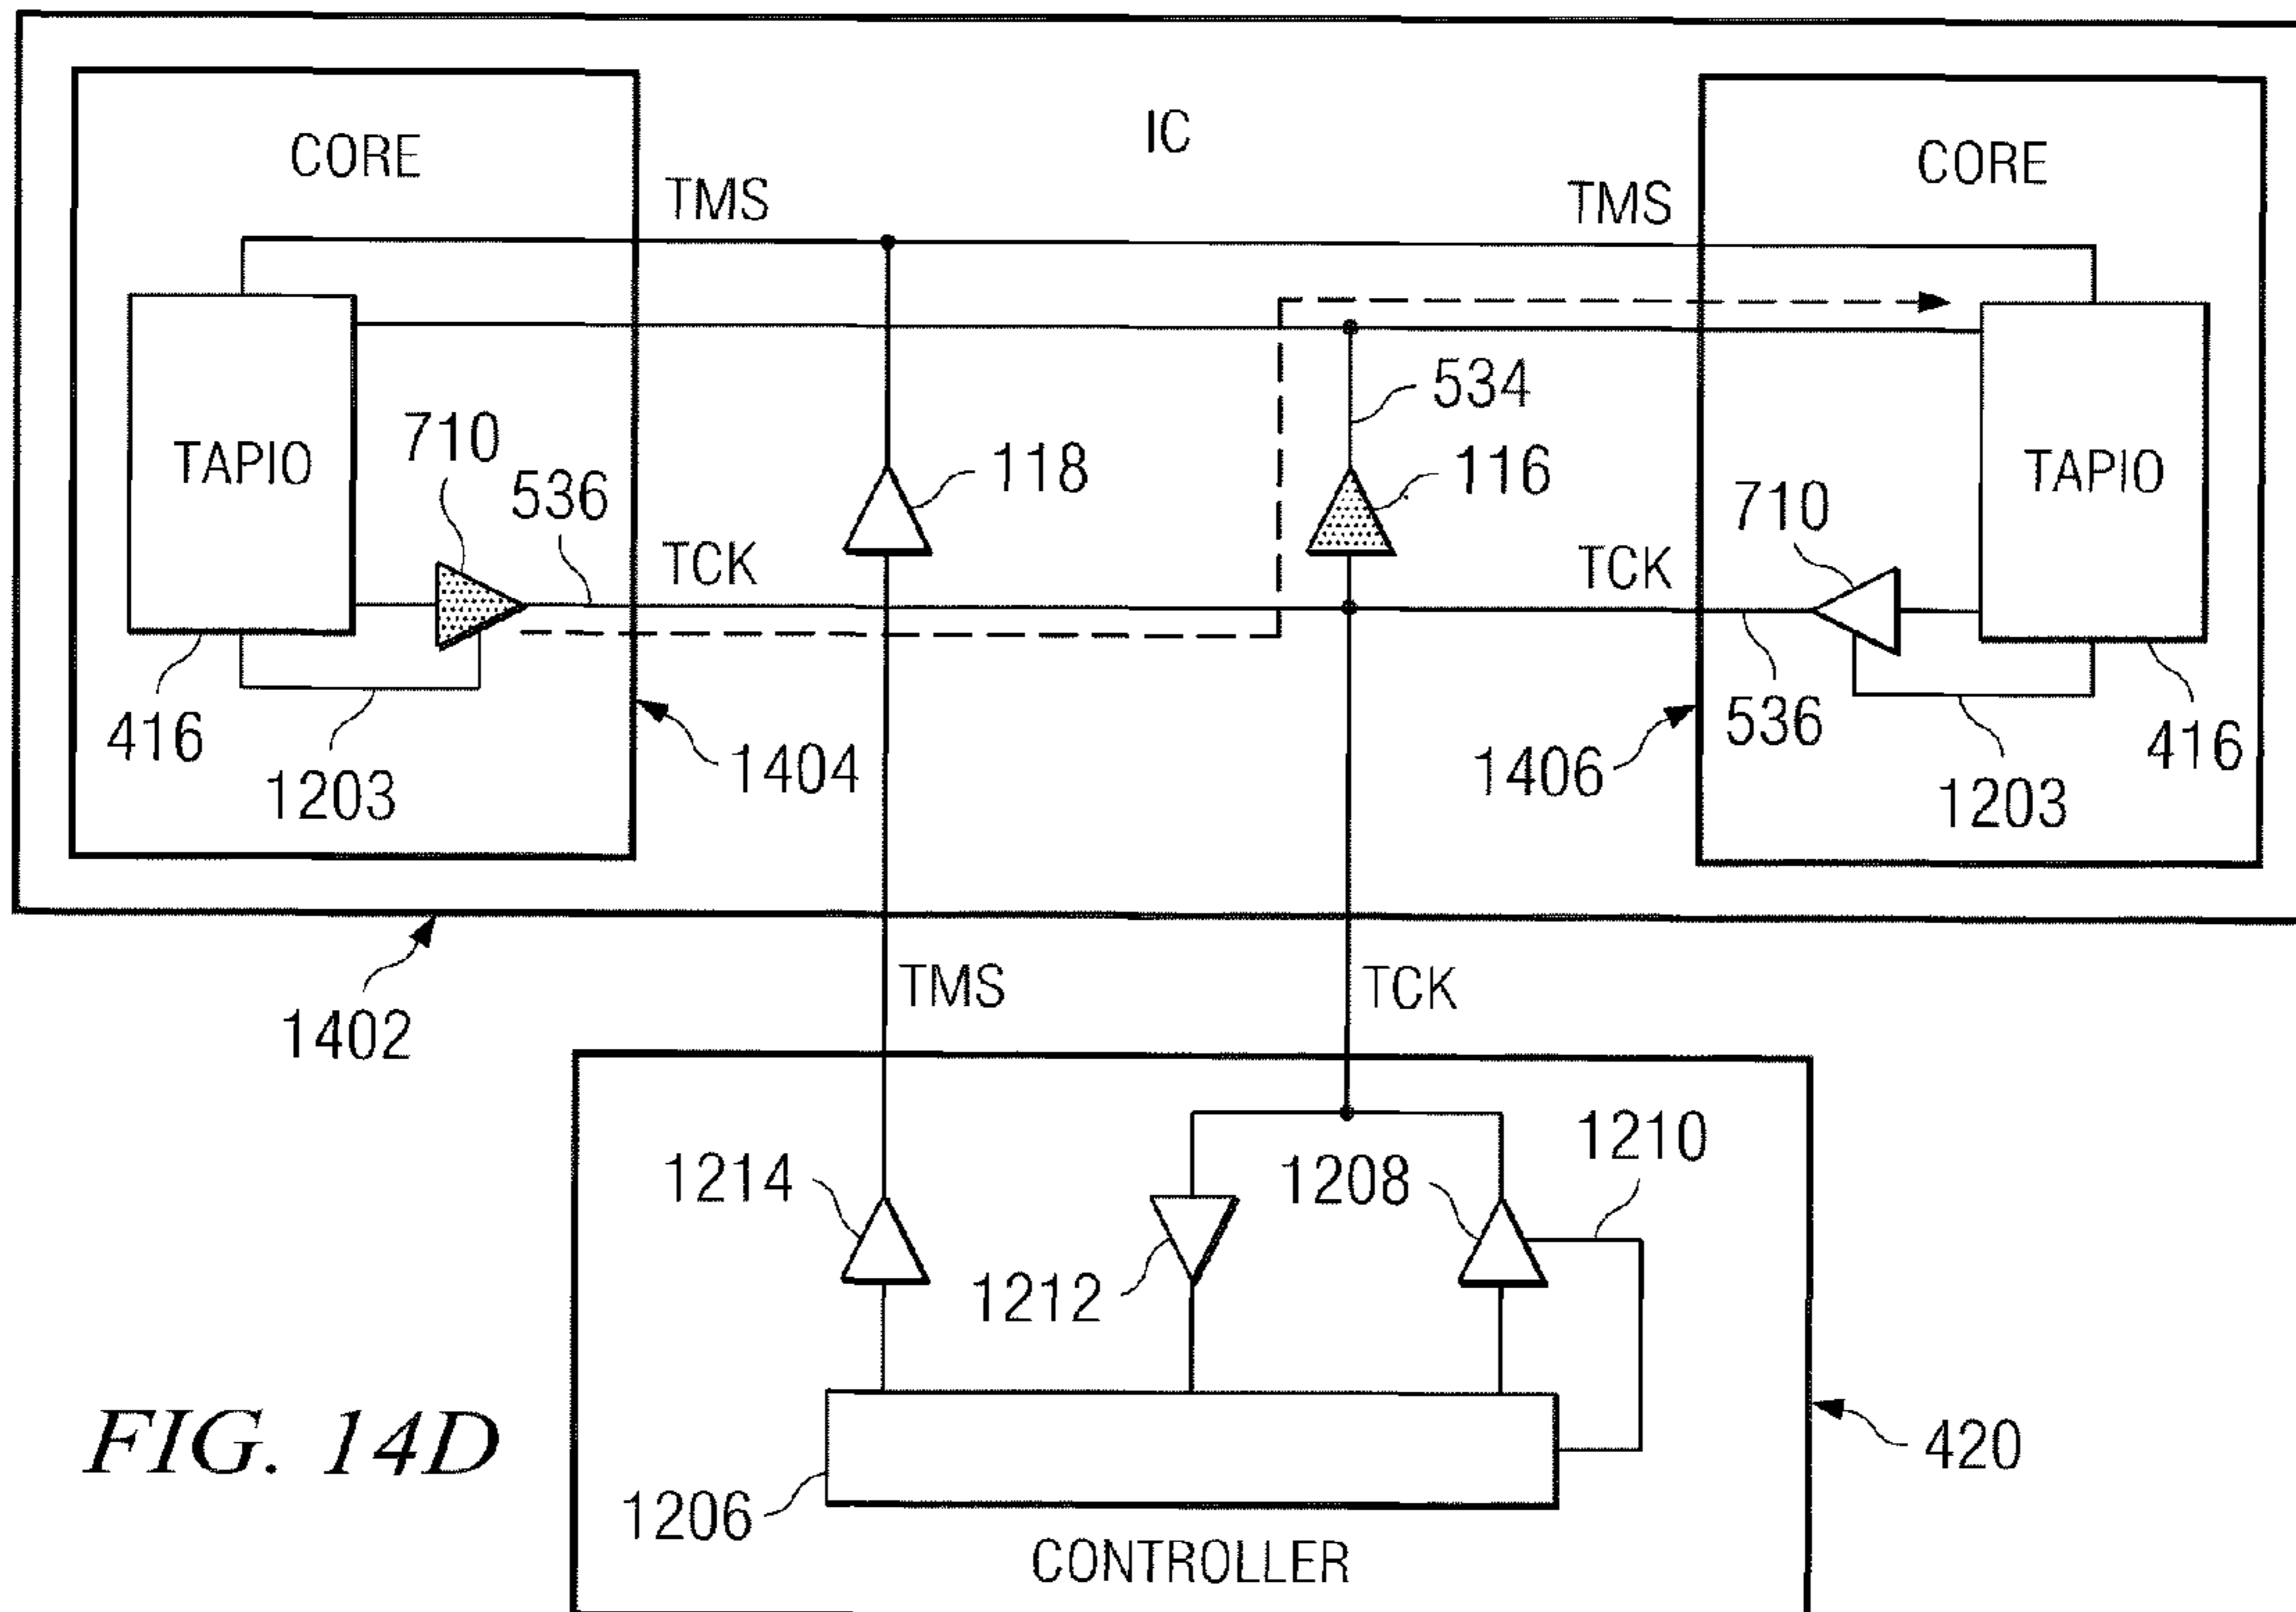 IC
CORE
CORE
TMS
TMS
534
710
TAPIO
118
116
TAPIO
536
710
TCK
TCK
416
1404
1406
536
416
1203
1203
1402
TMS
TCK
1210
1214
1208
1212
FIG. 14D
420
1206
CONTROLLER